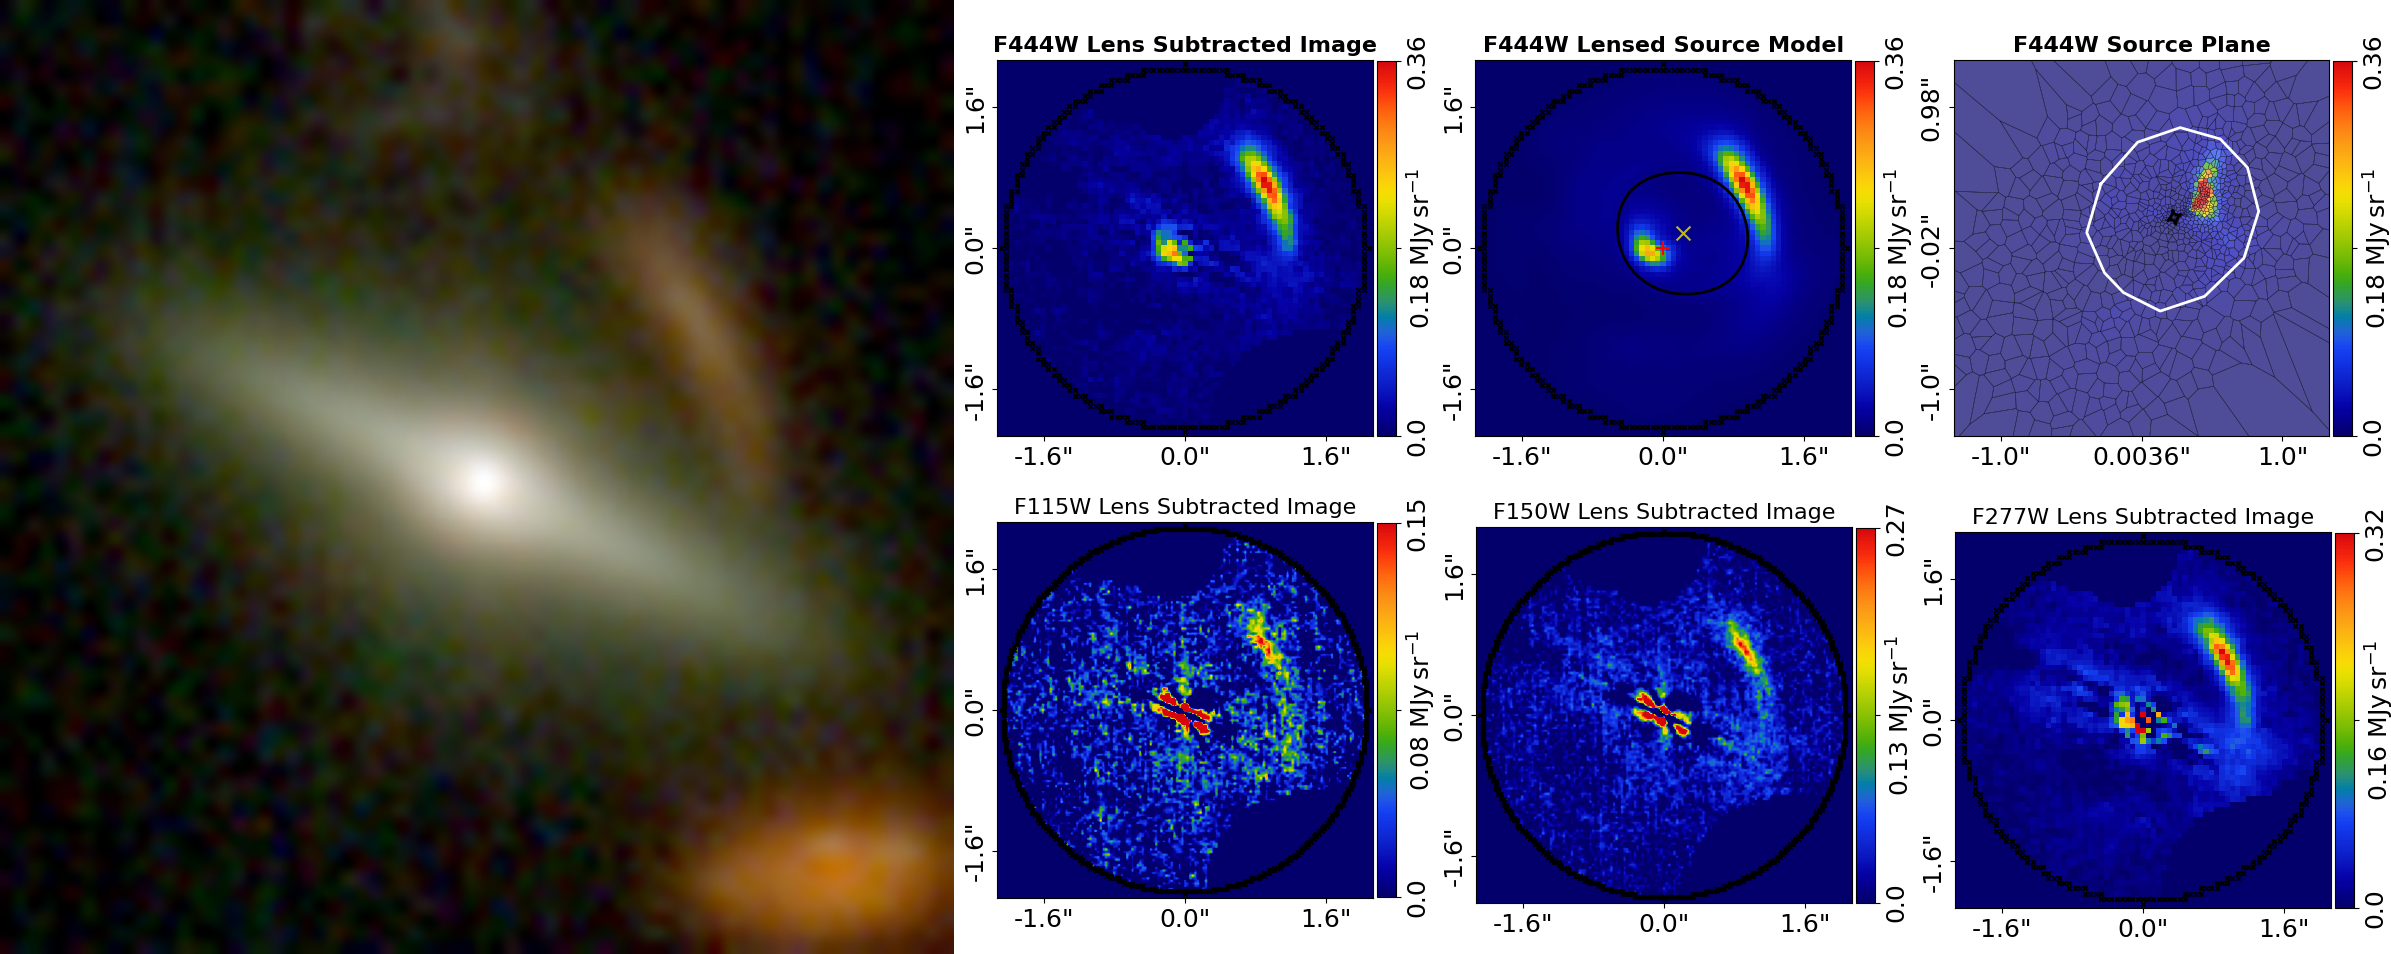 F444W Lens Subtracted Image
1.6"
0.0"
-1.6"
-1.6" 0.0" 1.6"
0.36
0.18 MJy sr⁻¹
0.0
F444W Lensed Source Model
1.6"
0.0"
-1.6"
-1.6" 0.0" 1.6"
0.36
0.18 MJy sr⁻¹
0.0
F444W Source Plane
0.98"
-0.02"
-1.0"
-1.0" 0.0036" 1.0"
0.36
0.18 MJy sr⁻¹
0.0
F115W Lens Subtracted Image
1.6"
0.0"
-1.6"
-1.6" 0.0" 1.6"
0.15
0.08 MJy sr⁻¹
0.0
F150W Lens Subtracted Image
1.6"
0.0"
-1.6"
-1.6" 0.0" 1.6"
0.27
0.13 MJy sr⁻¹
0.0
F277W Lens Subtracted Image
1.6"
0.0"
-1.6"
-1.6" 0.0" 1.6"
0.32
0.16 MJy sr⁻¹
0.0